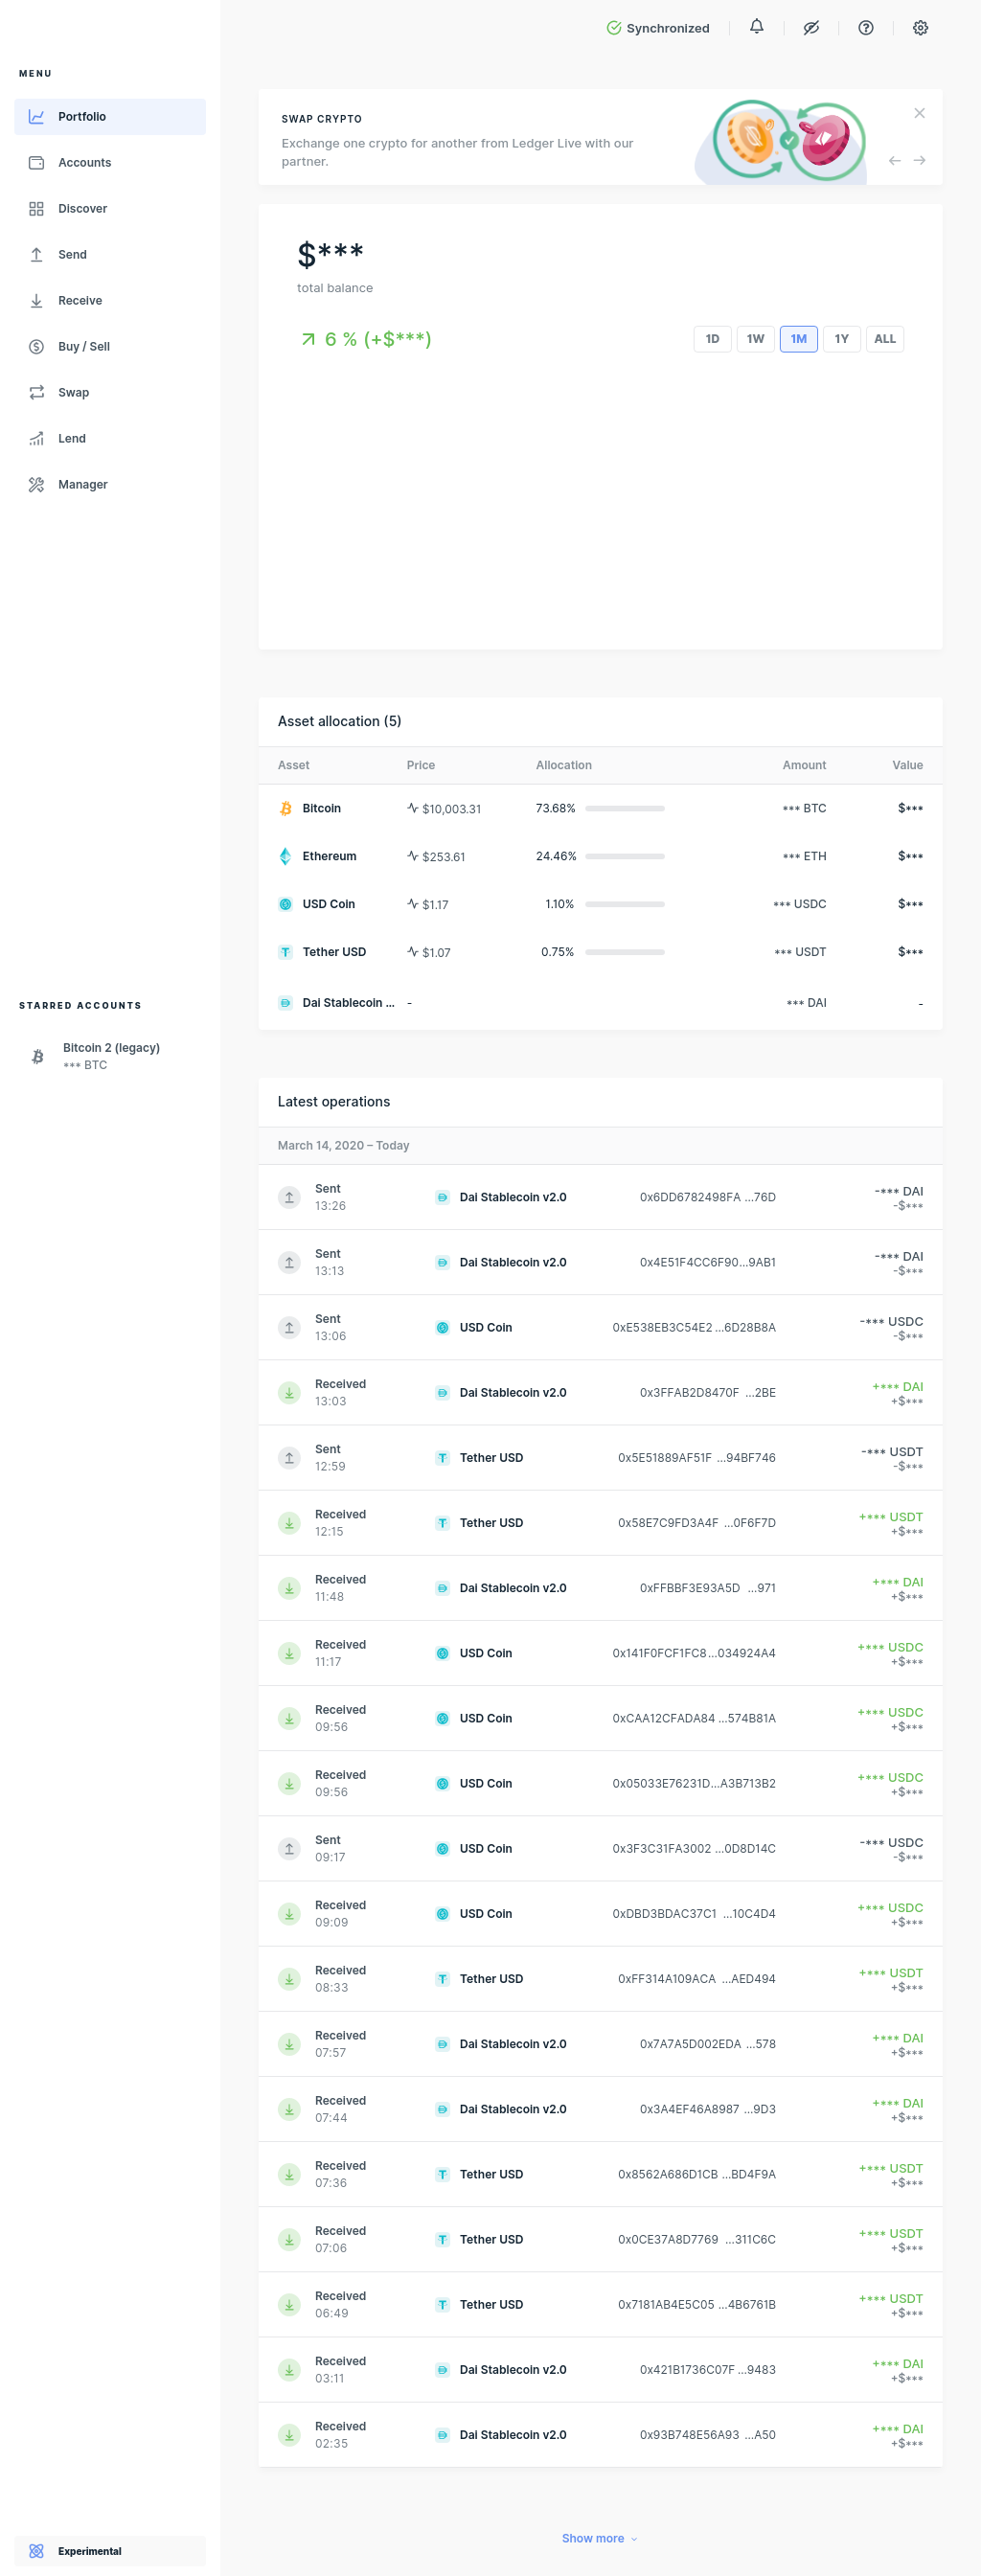 Synchronized
MENU
Portfolio
Accounts
Discover
Send
Receive
Buy / Sell
Swap
Lend
Manager
STARRED ACCOUNTS
Bitcoin 2 (legacy)
*** BTC
Experimental
SWAP CRYPTO
Exchange one crypto for another from Ledger Live with our
partner.
$***
total balance
6 % (+$***)
1D 1W 1M 1Y ALL
Asset allocation (5)
Asset Price Allocation Amount Value
Bitcoin $10,003.31 73.68% *** BTC $***
Ethereum $253.61 24.46% *** ETH $***
USD Coin $1.17 1.10% *** USDC $***
Tether USD $1.07 0.75% *** USDT $***
Dai Stablecoin ... - *** DAI -
Latest operations
March 14, 2020 – Today
Sent Dai Stablecoin v2.0 0x6DD6782498FA ...76D -*** DAI
13:26 -$***
Sent Dai Stablecoin v2.0 0x4E51F4CC6F90...9AB1 -*** DAI
13:13 -$***
Sent USD Coin 0xE538EB3C54E2 ...6D28B8A -*** USDC
13:06 -$***
Received Dai Stablecoin v2.0 0x3FFAB2D8470F ...2BE +*** DAI
13:03 +$***
Sent Tether USD 0x5E51889AF51F ...94BF746 -*** USDT
12:59 -$***
Received Tether USD 0x58E7C9FD3A4F ...0F6F7D +*** USDT
12:15 +$***
Received Dai Stablecoin v2.0 0xFFBBF3E93A5D ...971 +*** DAI
11:48 +$***
Received USD Coin 0x141F0FCF1FC8...034924A4 +*** USDC
11:17 +$***
Received USD Coin 0xCAA12CFADA84 ...574B81A +*** USDC
09:56 +$***
Received USD Coin 0x05033E76231D...A3B713B2 +*** USDC
09:56 +$***
Sent USD Coin 0x3F3C31FA3002 ...0D8D14C -*** USDC
09:17 -$***
Received USD Coin 0xDBD3BDAC37C1 ...10C4D4 +*** USDC
09:09 +$***
Received Tether USD 0xFF314A109ACA ...AED494 +*** USDT
08:33 +$***
Received Dai Stablecoin v2.0 0x7A7A5D002EDA ...578 +*** DAI
07:57 +$***
Received Dai Stablecoin v2.0 0x3A4EF46A8987 ...9D3 +*** DAI
07:44 +$***
Received Tether USD 0x8562A686D1CB ...BD4F9A +*** USDT
07:36 +$***
Received Tether USD 0x0CE37A8D7769 ...311C6C +*** USDT
07:06 +$***
Received Tether USD 0x7181AB4E5C05 ...4B6761B +*** USDT
06:49 +$***
Received Dai Stablecoin v2.0 0x421B1736C07F ...9483 +*** DAI
03:11 +$***
Received Dai Stablecoin v2.0 0x93B748E56A93 ...A50 +*** DAI
02:35 +$***
Show more